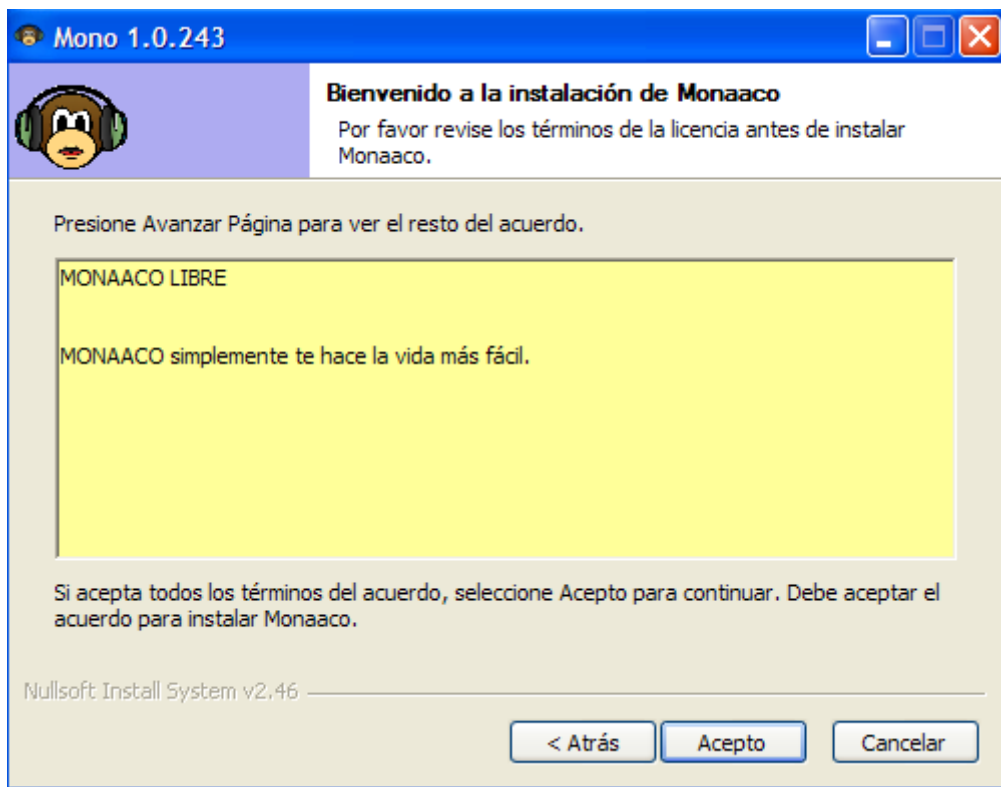 Mono 1.0.243
Bienvenido a la instalación de Monaaco
Por favor revise los términos de la licencia antes de instalar
Monaaco.
Presione Avanzar Página para ver el resto del acuerdo.
MONAACO LIBRE
MONAACO simplemente te hace la vida más fácil.
Si acepta todos los términos del acuerdo, seleccione Acepto para continuar. Debe aceptar el
acuerdo para instalar Monaaco.
Nullsoft Install System v2.46
< Atrás
Acepto
Cancelar